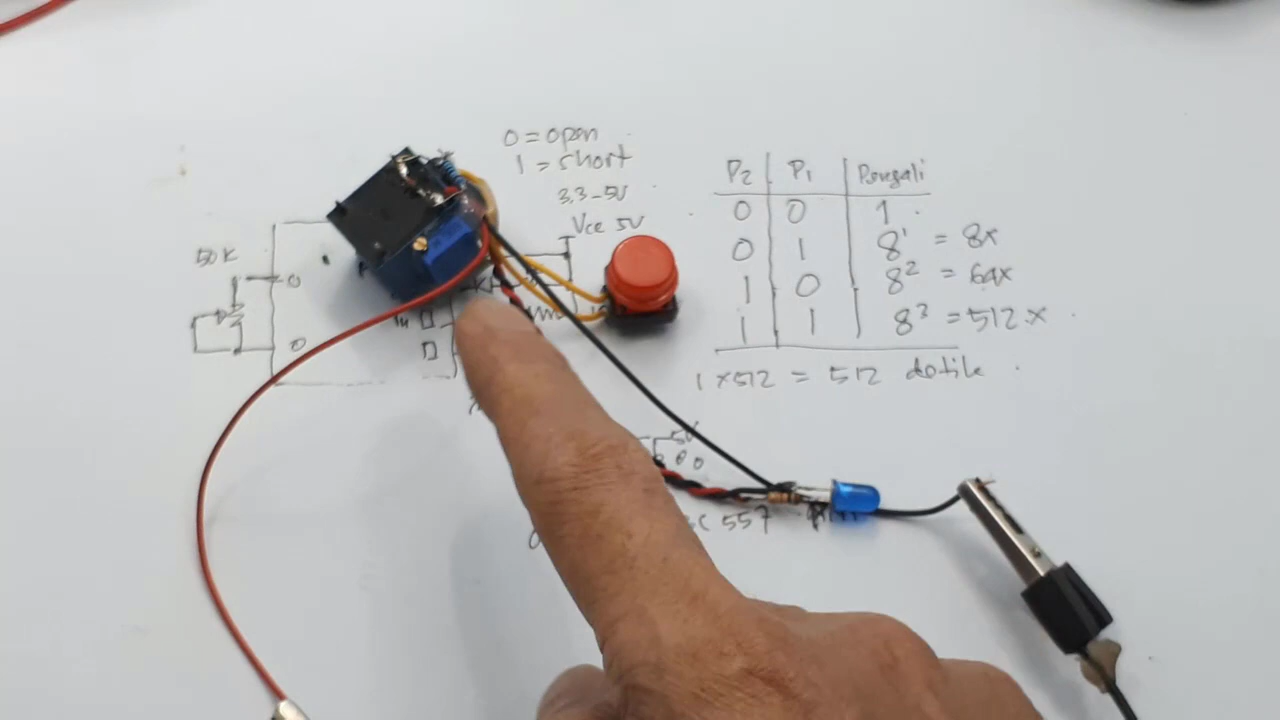 0 = open
1 = short
3,3-5V
Vcc 5V
50K
P2 P1 Pengali
0 0 1
0 1 8¹ = 8x
1 0 8² = 64x
1 1 8³ = 512x
1 x 512 = 512 detik
5V
557